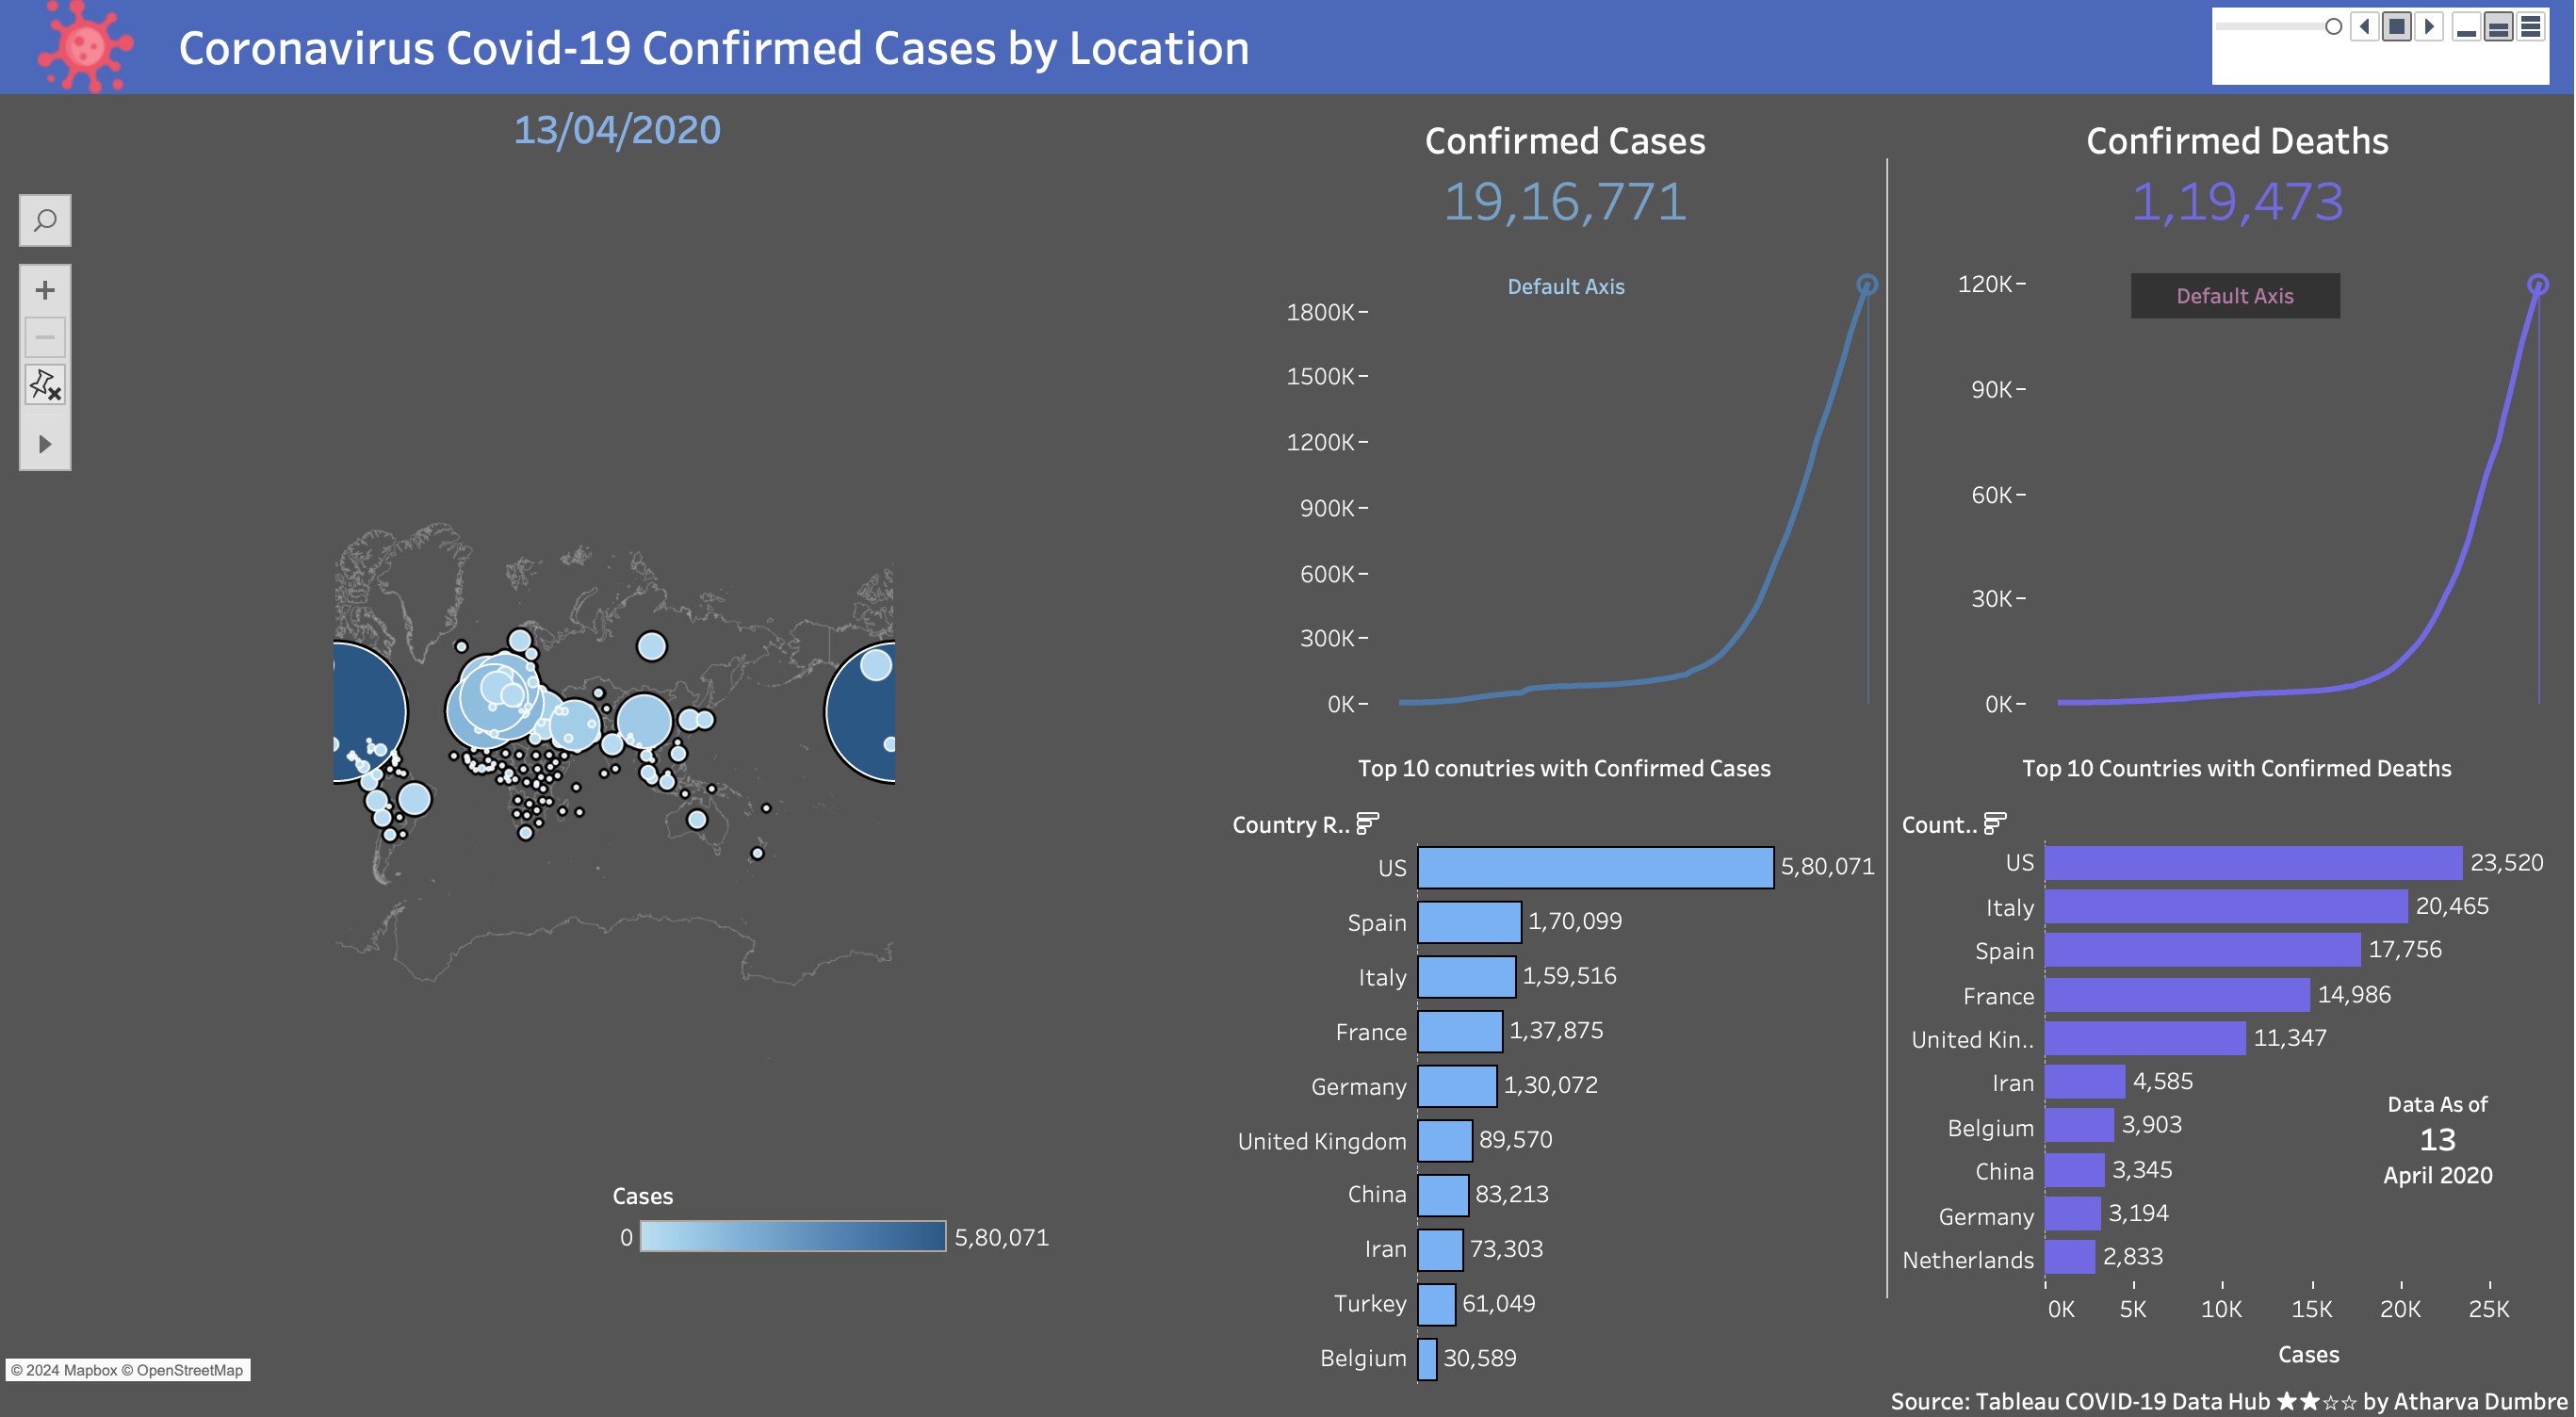 Coronavirus Covid-19 Confirmed Cases by Location
13/04/2020
Confirmed Cases
19,16,771
Default Axis
1800K
1500K
1200K
900K
600K
300K
0K
Confirmed Deaths
1,19,473
Default Axis
120K
90K
60K
30K
0K
Top 10 conutries with Confirmed Cases
Country R..
US 5,80,071
Spain 1,70,099
Italy 1,59,516
France 1,37,875
Germany 1,30,072
United Kingdom 89,570
China 83,213
Iran 73,303
Turkey 61,049
Belgium 30,589
Top 10 Countries with Confirmed Deaths
Count..
US 23,520
Italy 20,465
Spain 17,756
France 14,986
United Kin.. 11,347
Iran 4,585
Belgium 3,903
China 3,345
Germany 3,194
Netherlands 2,833
0K 5K 10K 15K 20K 25K
Cases
Data As of
13
April 2020
Cases
0 5,80,071
© 2024 Mapbox © OpenStreetMap
Source: Tableau COVID-19 Data Hub ★★☆☆ by Atharva Dumbre